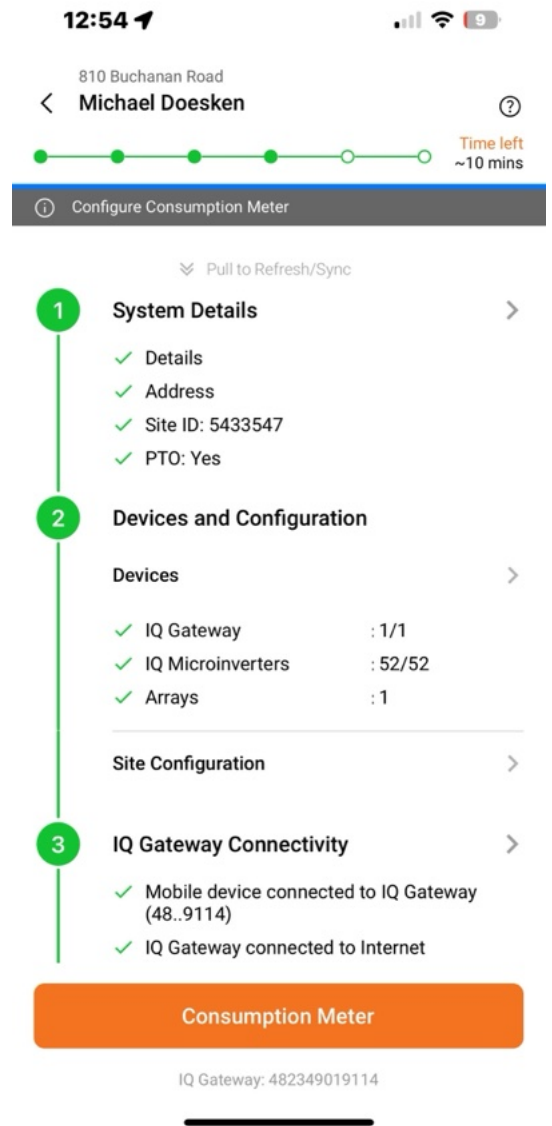 12:54
9
810 Buchanan Road
Michael Doesken
?
Time left
~10 mins
Configure Consumption Meter
Pull to Refresh/Sync
1
System Details
Details
Address
Site ID: 5433547
PTO: Yes
2
Devices and Configuration
Devices
IQ Gateway : 1/1
IQ Microinverters : 52/52
Arrays : 1
Site Configuration
3
IQ Gateway Connectivity
Mobile device connected to IQ Gateway
(48..9114)
IQ Gateway connected to Internet
Consumption Meter
IQ Gateway: 482349019114